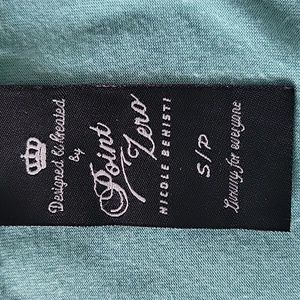 Designed & Created
by
Point
Zero
NICOLE BENISTI
S/P
Luxury for everyone